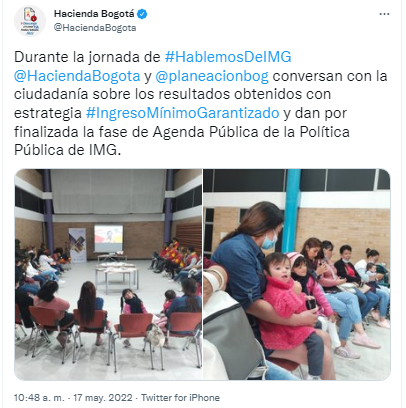 Hacienda Bogotá
@HaciendaBogota
Durante la jornada de #HablemosDeIMG
@HaciendaBogota y @planeacionbog conversan con la
ciudadanía sobre los resultados obtenidos con
estrategia #IngresoMínimoGarantizado y dan por
finalizada la fase de Agenda Pública de la Política
Pública de IMG.
10:48 a. m. · 17 may. 2022 · Twitter for iPhone